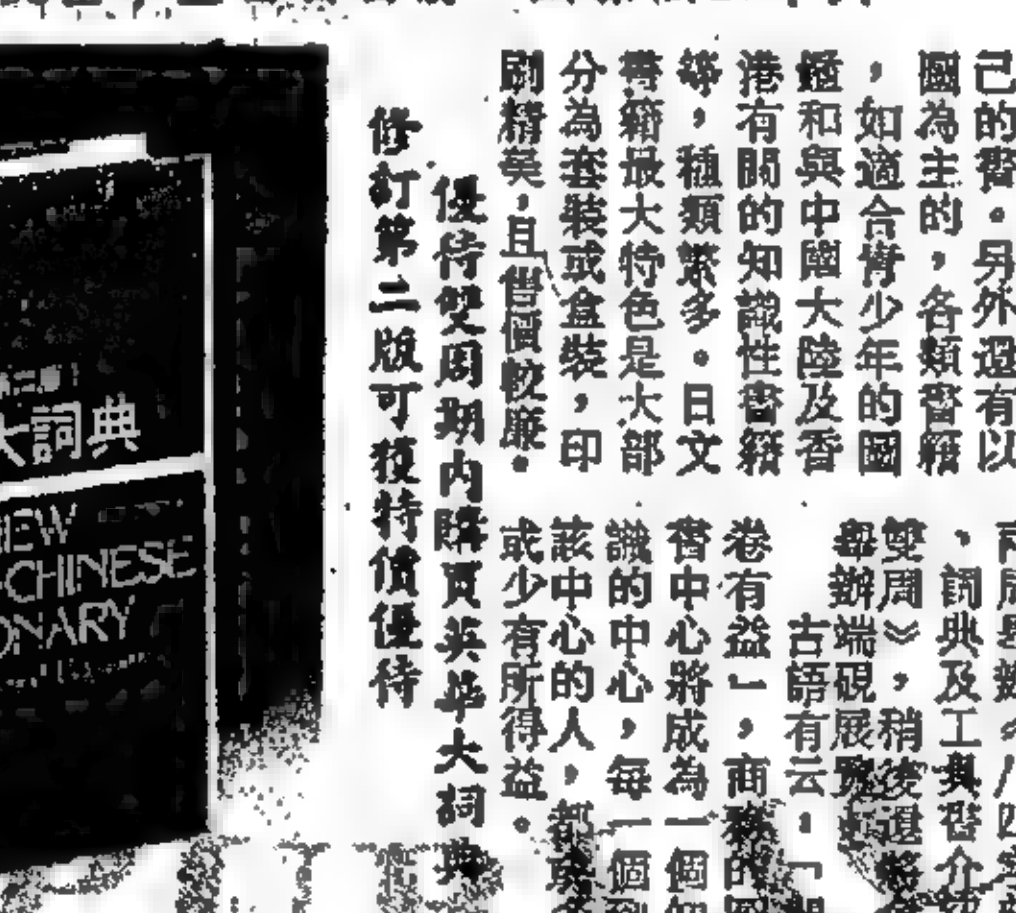 己的書。另外還有以
國為主的,各類書籍
,如適合青少年的國
鑑和與中國大陸及香
港有關的知識性書籍
等,種類繁多。日文
書籍最大特色是大部
分為套裝或盒裝,印
刷精美,且售價較廉。
、詞典及工具書介
雙周》,稍後還將
舉辦端硯展覽
古語有云:「開
卷有益」,商務的圖
書中心將成為一個知
識的中心,每一個到
該中心的人,都
或少有所得益。
優待雙周期內購買英華大詞典
修訂第二版可獲特價優待
大詞典
NEW
CHINESE